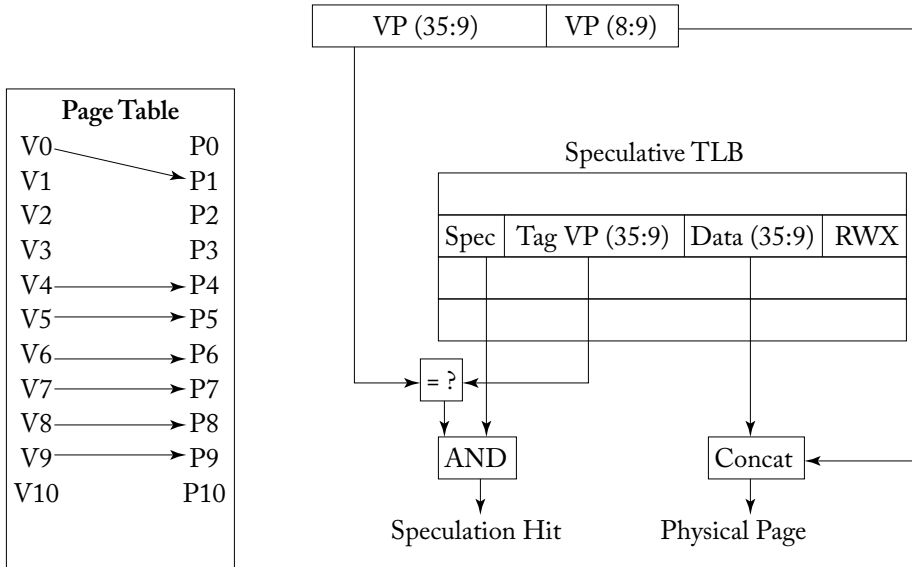 VP (35:9) VP (8:9)
Page Table
V0 P0
V1 P1
V2 P2
V3 P3
V4 P4
V5 P5
V6 P6
V7 P7
V8 P8
V9 P9
V10 P10
Speculative TLB
Spec Tag VP (35:9) Data (35:9) RWX
= ?
AND
Concat
Speculation Hit
Physical Page